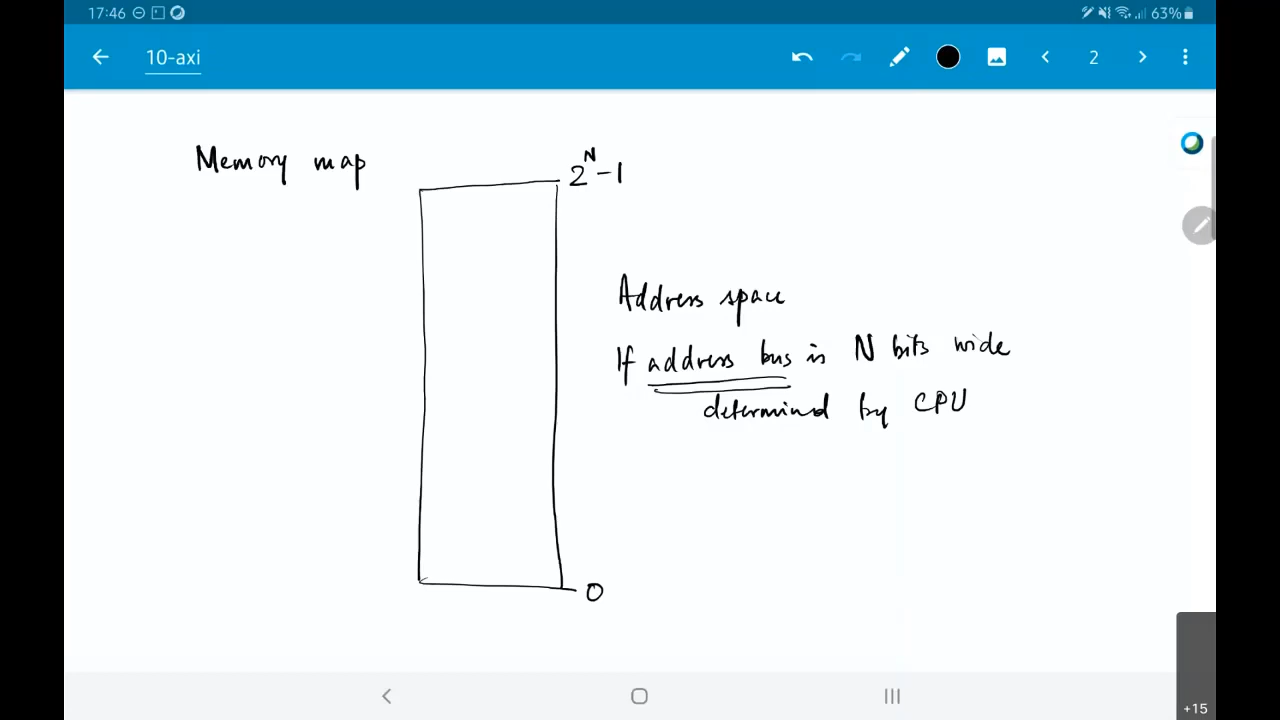 17:46
63%
10-axi
2
Memory map
2^N-1
Address space
If address bus is N bits wide
determined by CPU
0
+15